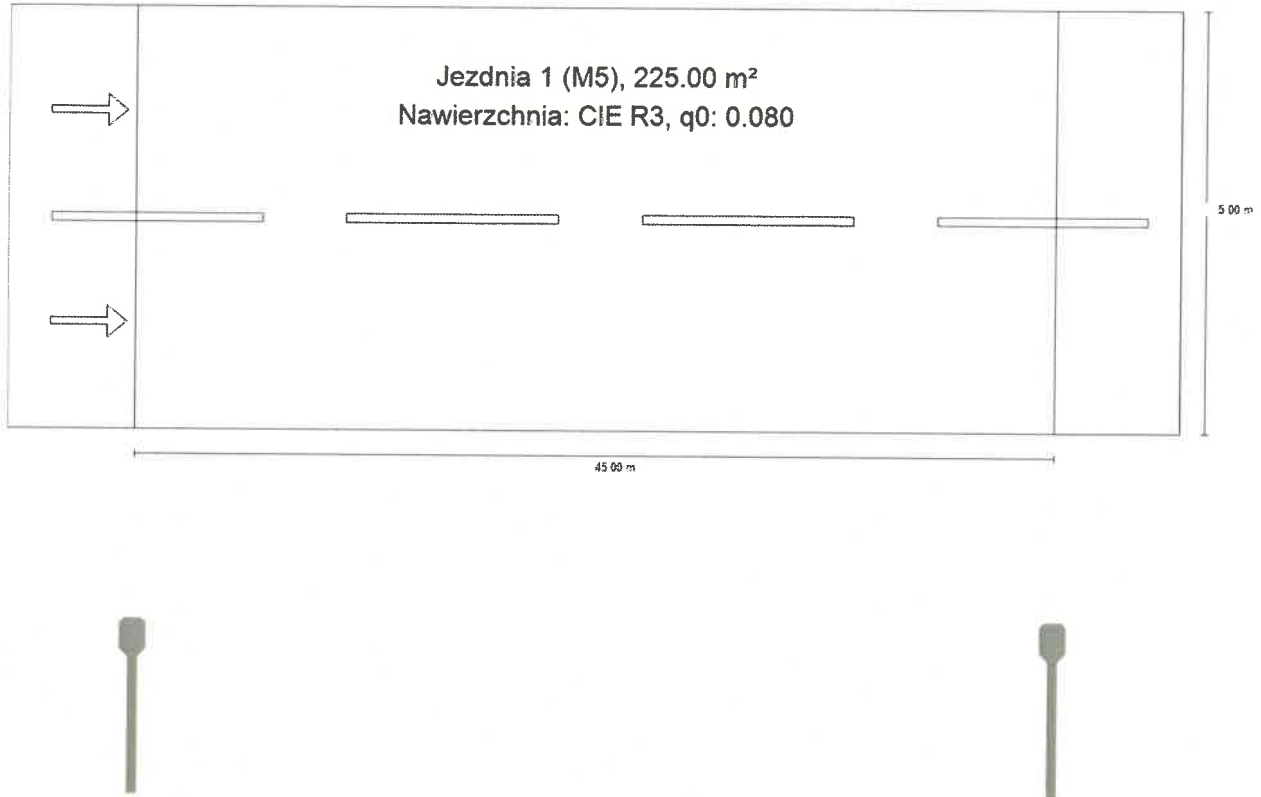 Jezdnia 1 (M5), 225.00 m²
Nawierzchnia: CIE R3, q0: 0.080
5.00 m
45.00 m